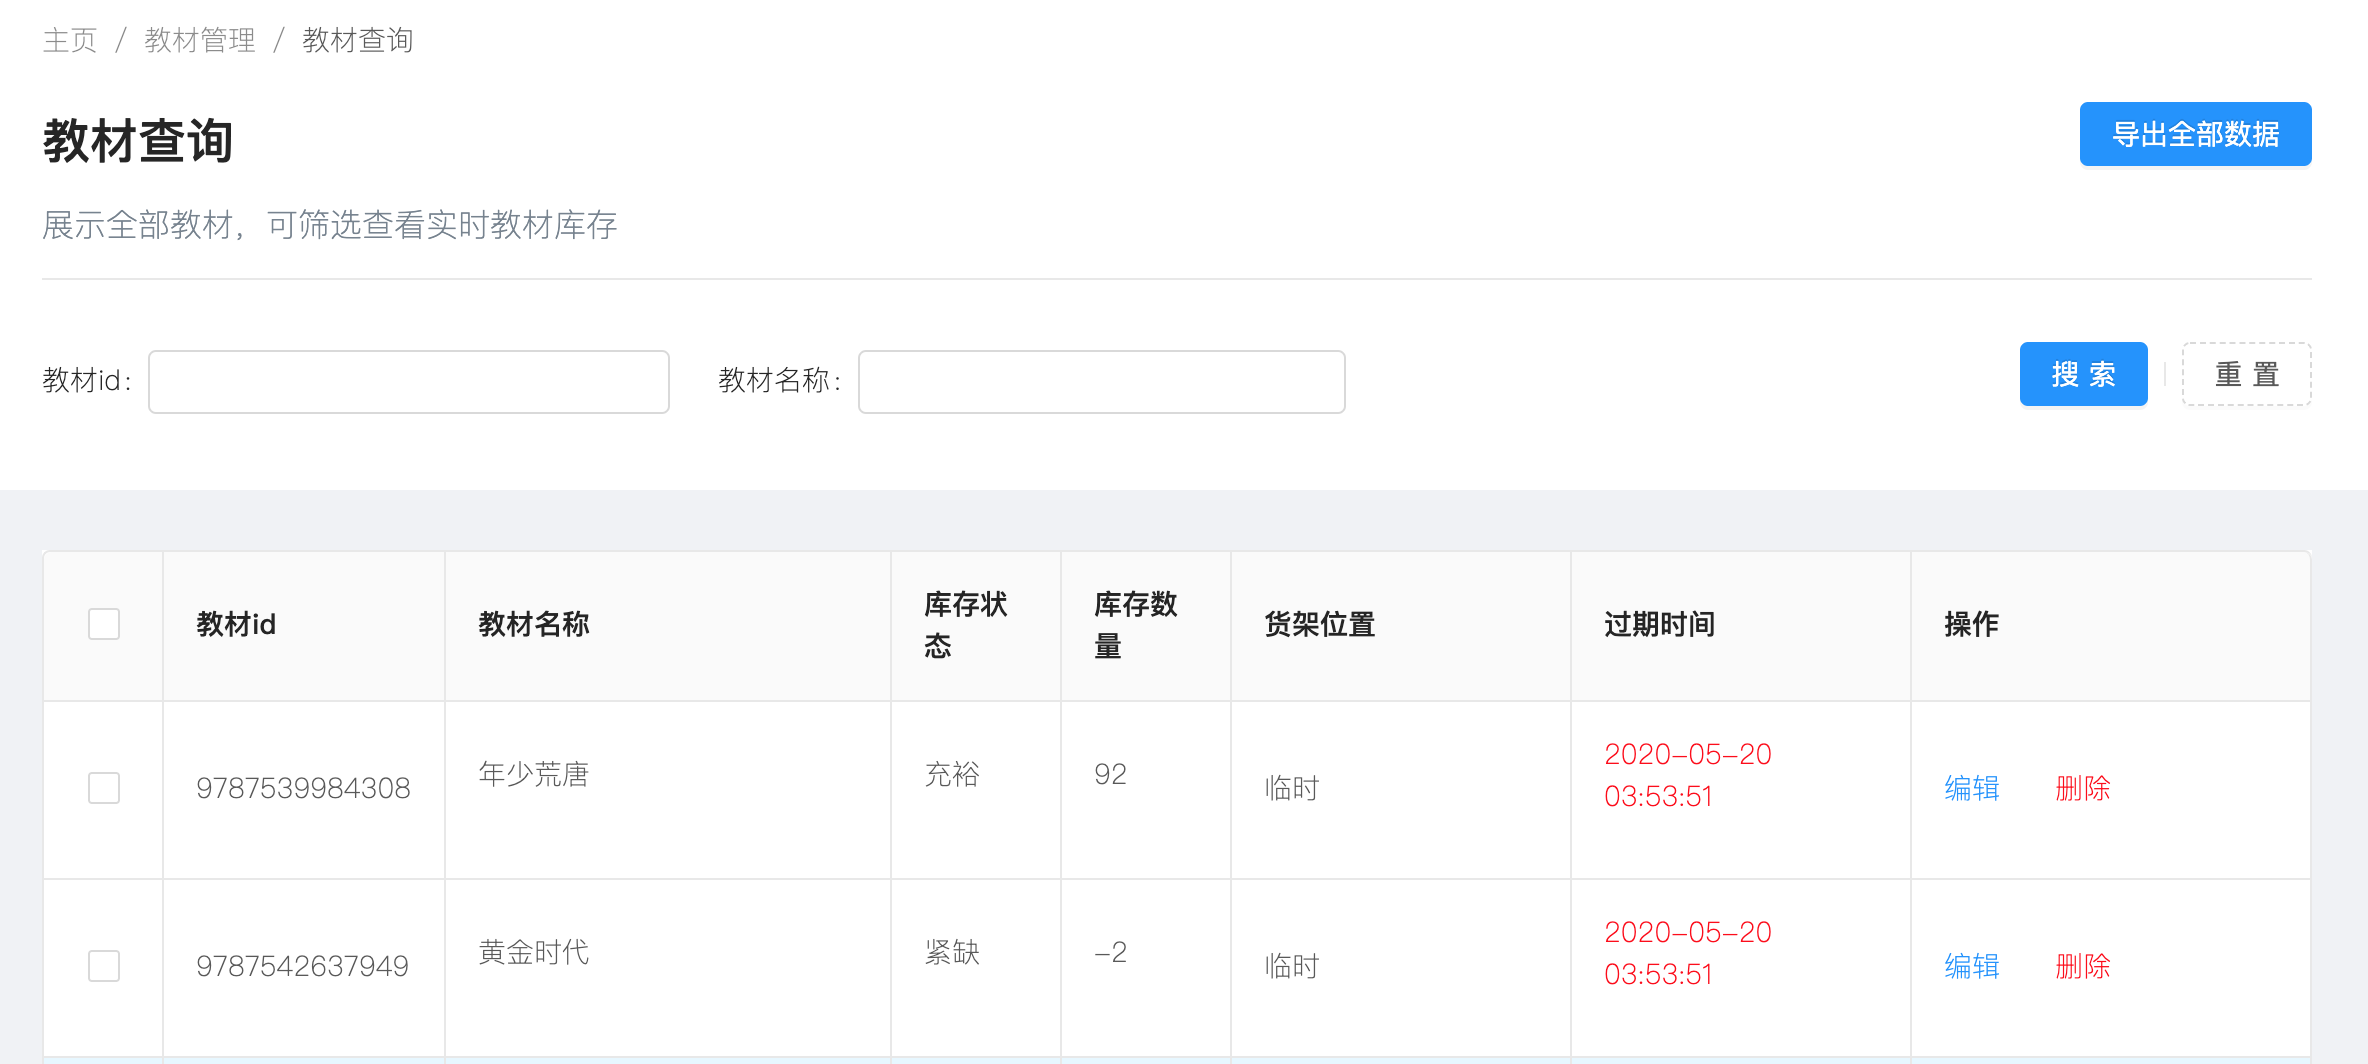 主页 / 教材管理 / 教材查询
教材查询
导出全部数据
展示全部教材，可筛选查看实时教材库存
教材id: 教材名称: 搜 索 重 置
教材id 教材名称 库存状态 库存数量 货架位置 过期时间 操作
9787539984308 年少荒唐 充裕 92 临时 2020-05-20 03:53:51 编辑 删除
9787542637949 黄金时代 紧缺 -2 临时 2020-05-20 03:53:51 编辑 删除